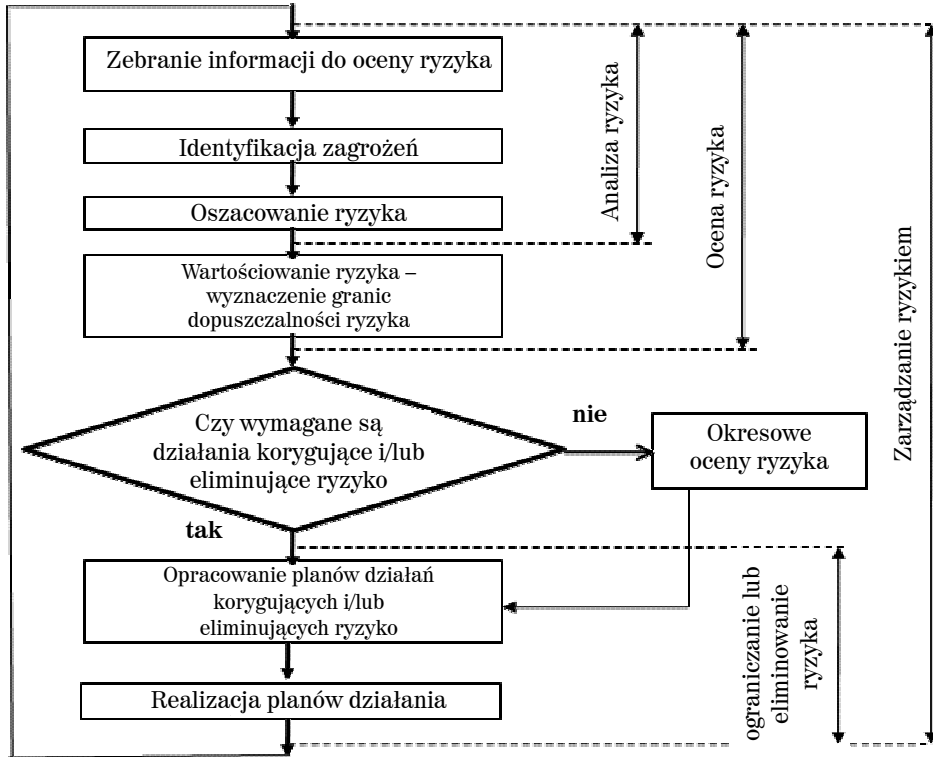 Zebranie informacji do oceny ryzyka
Identyfikacja zagrożeń
Oszacowanie ryzyka
Wartościowanie ryzyka –
wyznaczenie granic
dopuszczalności ryzyka
Czy wymagane są
działania korygujące i/lub
eliminujące ryzyko
nie
Okresowe
oceny ryzyka
tak
Opracowanie planów działań
korygujących i/lub
eliminujących ryzyko
Realizacja planów działania
Analiza ryzyka
Ocena ryzyka
Zarządzanie ryzykiem
ograniczanie lub
eliminowanie
ryzyka